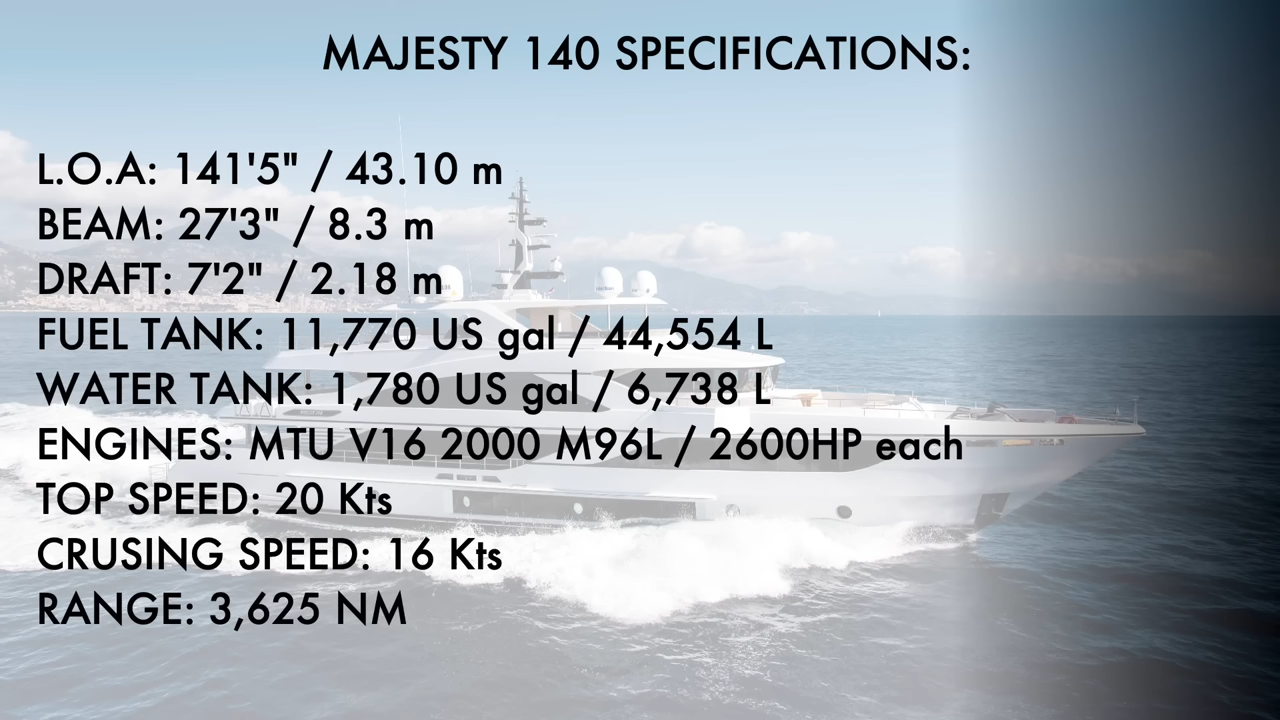 MAJESTY 140 SPECIFICATIONS:
L.O.A: 141'5" / 43.10 m
BEAM: 27'3" / 8.3 m
DRAFT: 7'2" / 2.18 m
FUEL TANK: 11,770 US gal / 44,554 L
WATER TANK: 1,780 US gal / 6,738 L
ENGINES: MTU V16 2000 M96L / 2600HP each
TOP SPEED: 20 Kts
CRUSING SPEED: 16 Kts
RANGE: 3,625 NM